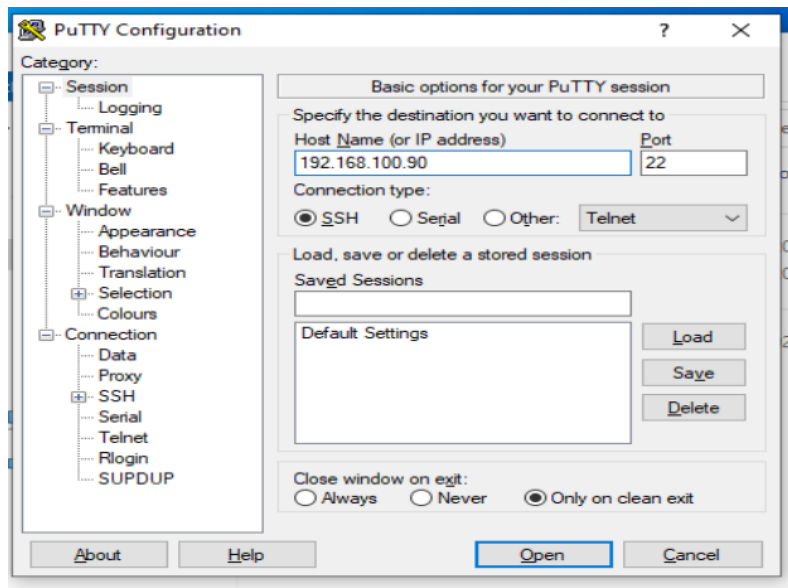 PuTTY Configuration
?
Category:
Session
Logging
Terminal
Keyboard
Bell
Features
Window
Appearance
Behaviour
Translation
Selection
Colours
Connection
Data
Proxy
SSH
Serial
Telnet
Rlogin
SUPDUP
Basic options for your PuTTY session
Specify the destination you want to connect to
Host Name (or IP address) Port
192.168.100.90 22
Connection type:
SSH Serial Other: Telnet
Load, save or delete a stored session
Saved Sessions
Default Settings
Load
Save
Delete
Close window on exit:
Always Never Only on clean exit
About Help Open Cancel